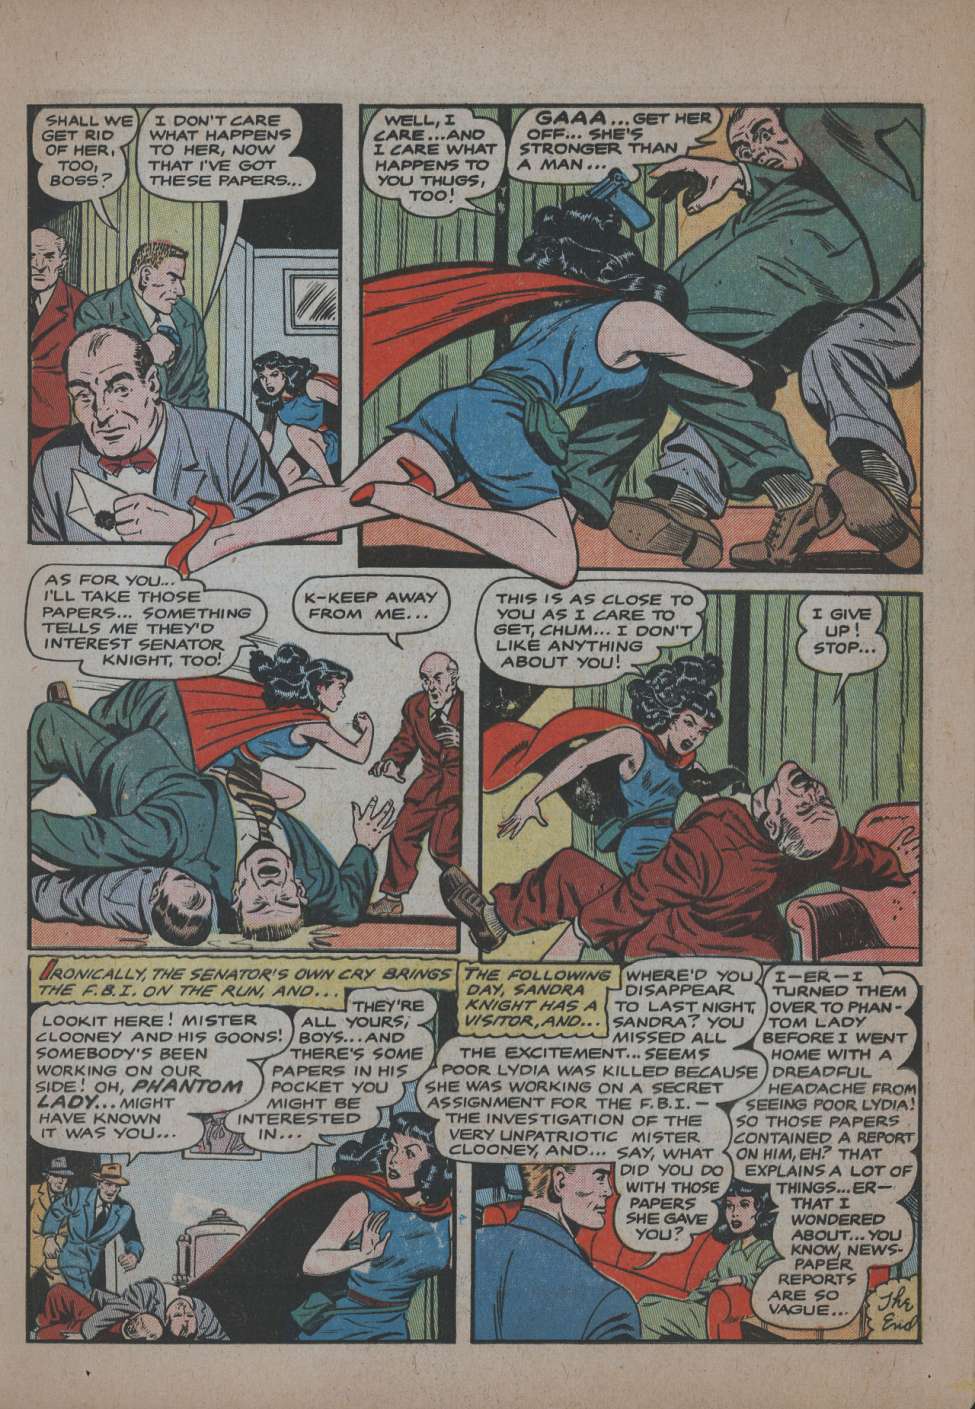 SHALL WE
GET RID
OF HER,
TOO,
BOSS?
I DON'T CARE
WHAT HAPPENS
TO HER, NOW
THAT I'VE GOT
THESE PAPERS...
WELL, I
CARE...AND
I CARE WHAT
HAPPENS TO
YOU THUGS,
TOO!
GAAA...GET HER
OFF... SHE'S
STRONGER THAN
A MAN...
AS FOR YOU...
I'LL TAKE THOSE
PAPERS... SOMETHING
TELLS ME THEY'D
INTEREST SENATOR
KNIGHT, TOO!
K-KEEP AWAY
FROM ME...
THIS IS AS CLOSE TO
YOU AS I CARE TO
GET, CHUM... I DON'T
LIKE ANYTHING
ABOUT YOU!
I GIVE
UP!
STOP...
IRONICALLY, THE SENATOR'S OWN CRY BRINGS
THE F.B.I. ON THE RUN, AND...
LOOKIT HERE! MISTER
CLOONEY AND HIS GOONS!
SOMEBODY'S BEEN
WORKING ON OUR
SIDE! OH, PHANTOM
LADY... MIGHT
HAVE KNOWN
IT WAS YOU...
THEY'RE
ALL YOURS,
BOYS...AND
THERE'S SOME
PAPERS IN HIS
POCKET YOU
MIGHT BE
INTERESTED
IN...
THE FOLLOWING
DAY, SANDRA
KNIGHT HAS A
VISITOR, AND...
WHERE'D YOU
DISAPPEAR
TO LAST NIGHT,
SANDRA? YOU
MISSED ALL
THE EXCITEMENT...SEEMS
POOR LYDIA WAS KILLED BECAUSE
SHE WAS WORKING ON A SECRET
ASSIGNMENT FOR THE F.B.I.—
THE INVESTIGATION OF THE
VERY UNPATRIOTIC MISTER
CLOONEY, AND... SAY, WHAT
DID YOU DO
WITH THOSE
PAPERS
SHE GAVE
YOU?
I—ER—I
TURNED THEM
OVER TO PHAN-
TOM LADY
BEFORE I WENT
HOME WITH A
DREADFUL
HEADACHE FROM
SEEING POOR LYDIA!
SO THOSE PAPERS
CONTAINED A REPORT
ON HIM, EH? THAT
EXPLAINS A LOT OF
THINGS...ER—
THAT I
WONDERED
ABOUT...YOU
KNOW, NEWS-
PAPER
REPORTS
ARE SO
VAGUE...
The
End